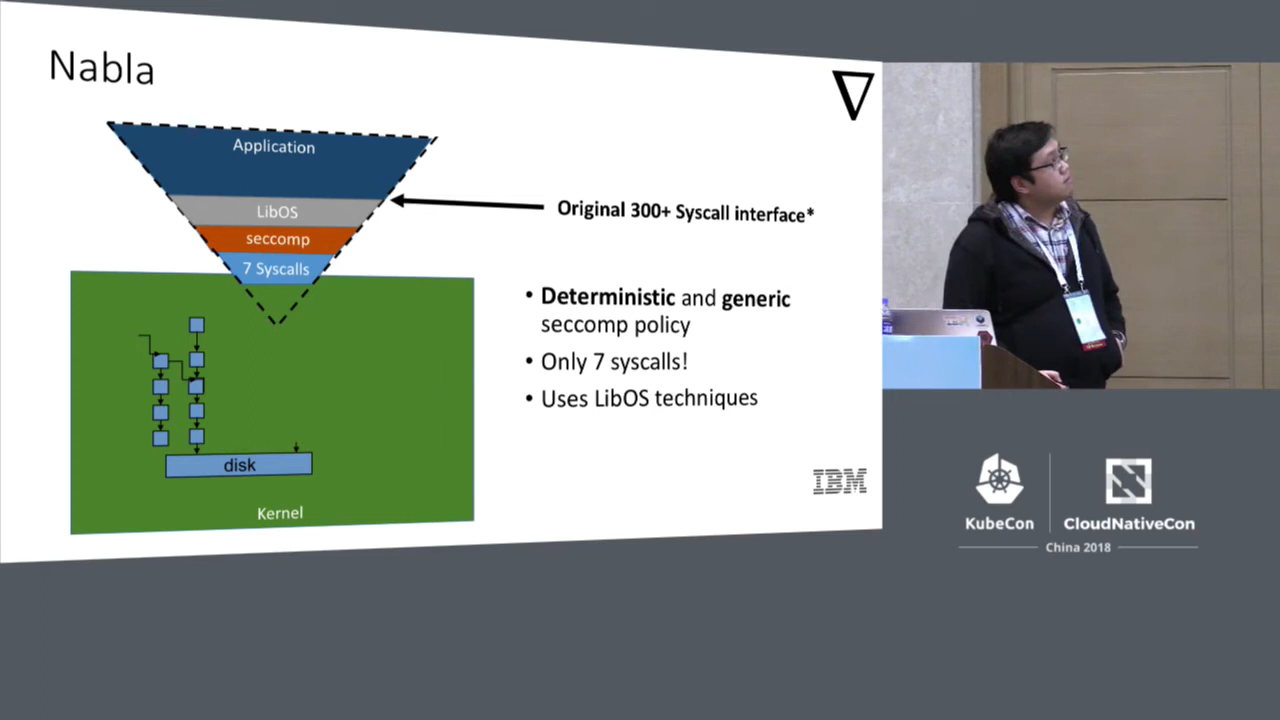 Nabla
Application
LibOS
seccomp
7 Syscalls
Original 300+ Syscall interface*
• Deterministic and generic
seccomp policy
• Only 7 syscalls!
• Uses LibOS techniques
disk
Kernel
IBM
IBM
KubeCon
CloudNativeCon
China 2018